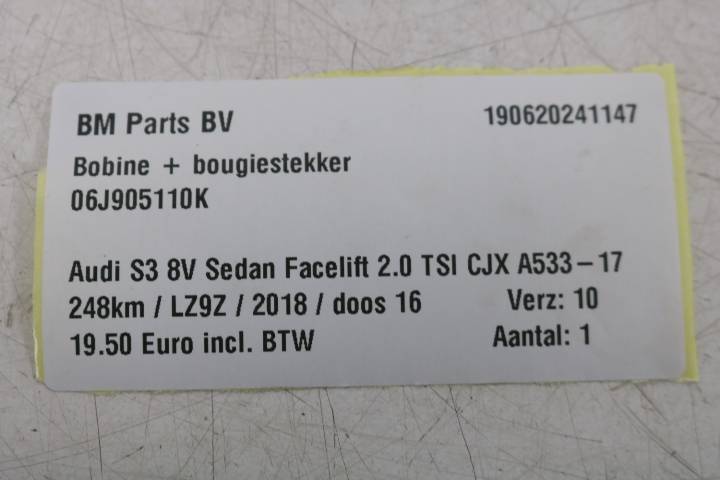 BM Parts BV 190620241147
Bobine + bougiestekker
06J905110K
Audi S3 8V Sedan Facelift 2.0 TSI CJX A533-17
248km / LZ9Z / 2018 / doos 16 Verz: 10
19.50 Euro incl. BTW Aantal: 1